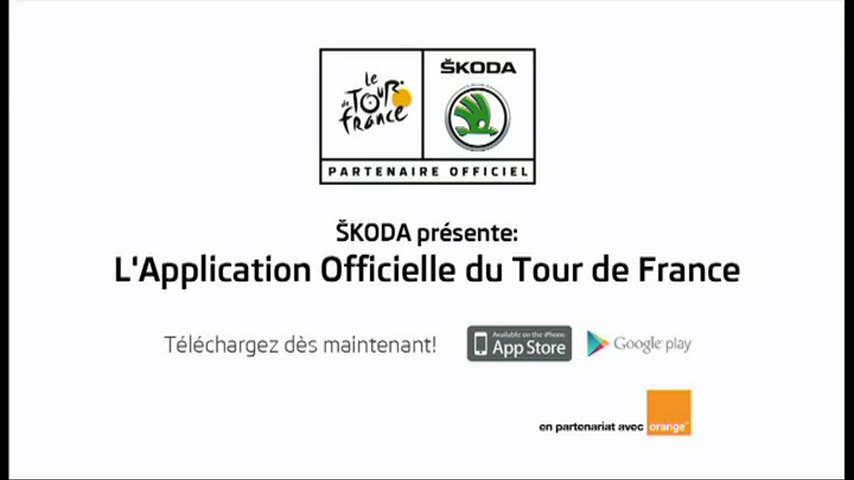 le
TOUR
de
france
ŠKODA
PARTENAIRE OFFICIEL
ŠKODA présente:
L'Application Officielle du Tour de France
Téléchargez dès maintenant!
Available on the iPhone
App Store
Google play
en partenariat avec
orange™